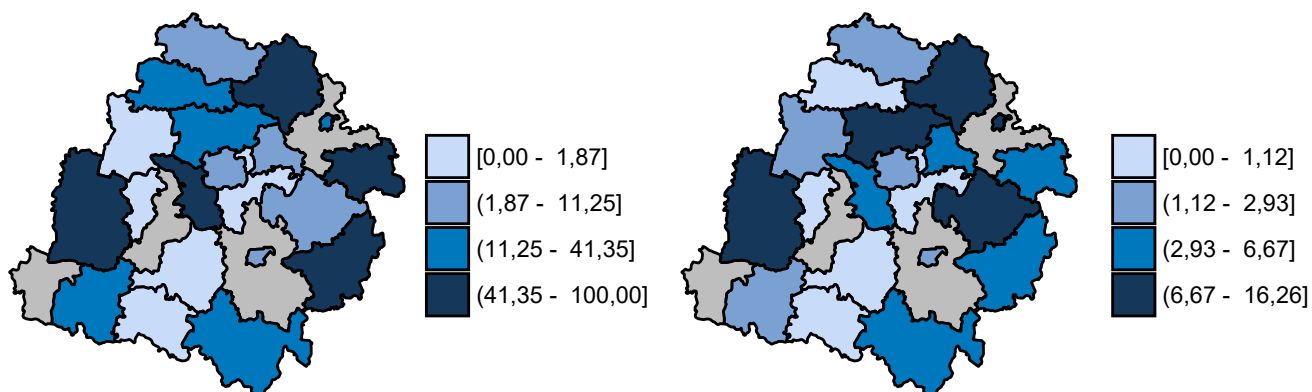 [0,00 - 1,87]
(1,87 - 11,25]
(11,25 - 41,35]
(41,35 - 100,00]
[0,00 - 1,12]
(1,12 - 2,93]
(2,93 - 6,67]
(6,67 - 16,26]